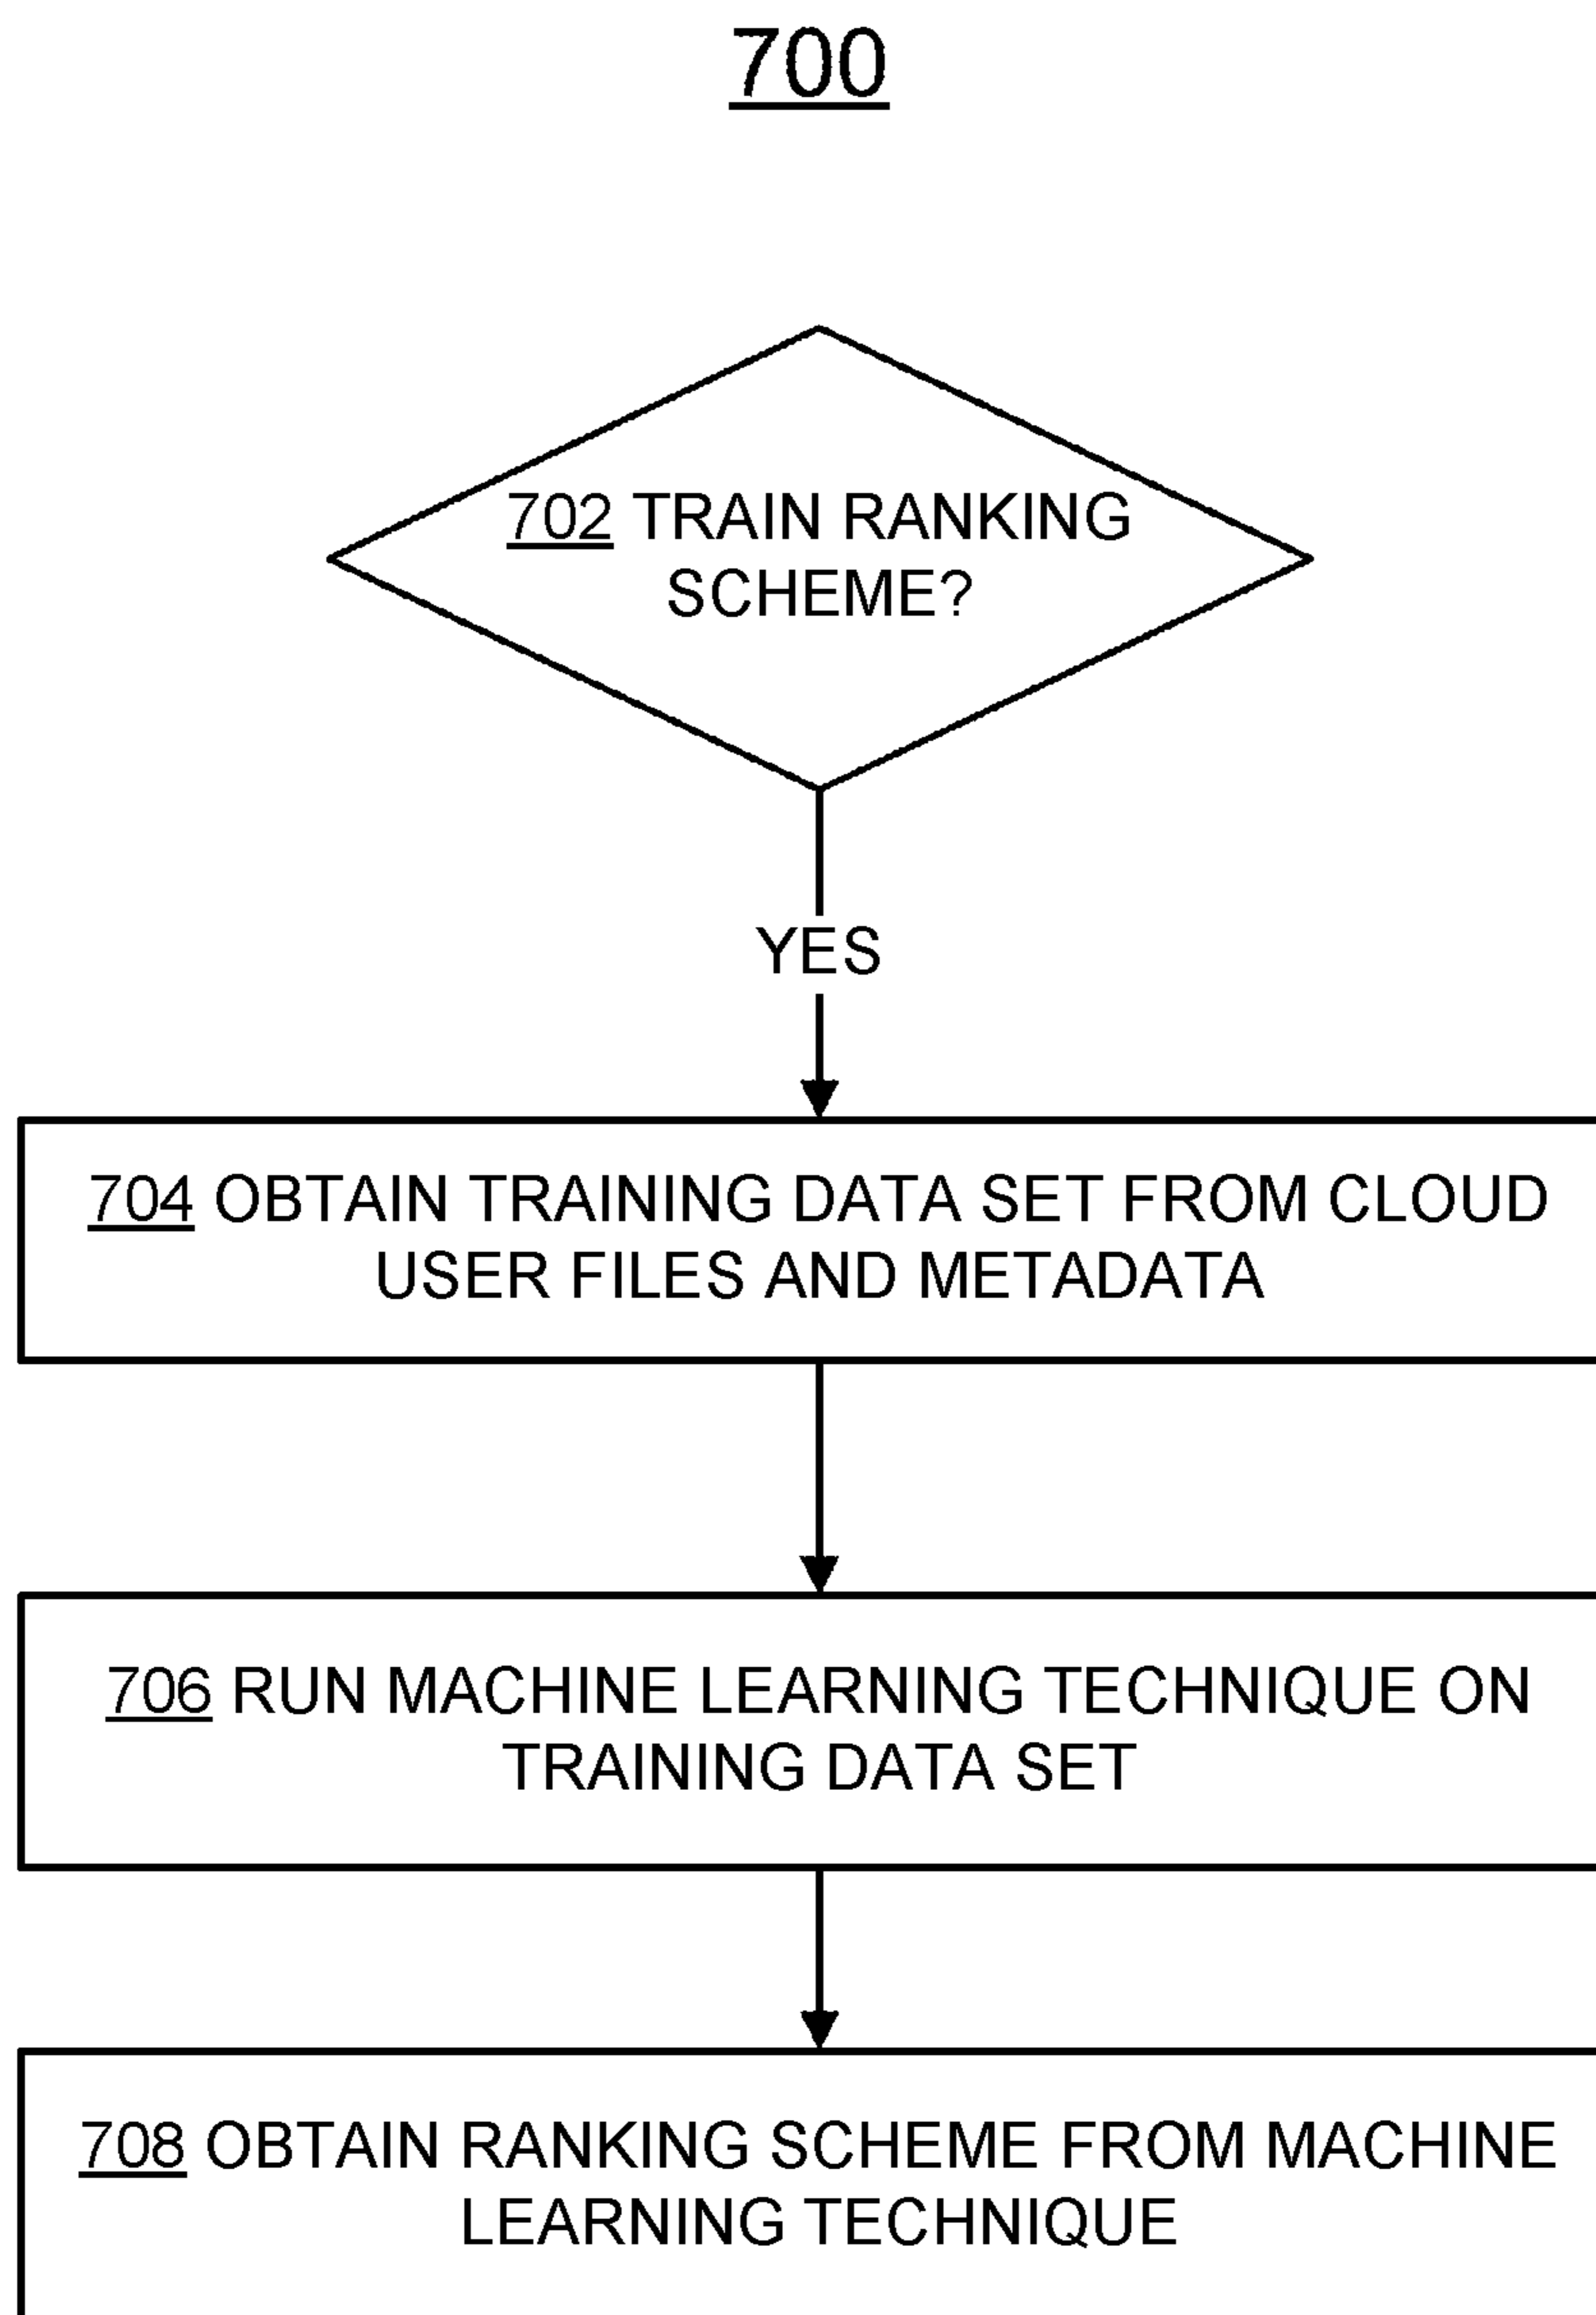 700
702 TRAIN RANKING
SCHEME?
YES
704 OBTAIN TRAINING DATA SET FROM CLOUD
USER FILES AND METADATA
706 RUN MACHINE LEARNING TECHNIQUE ON
TRAINING DATA SET
708 OBTAIN RANKING SCHEME FROM MACHINE
LEARNING TECHNIQUE